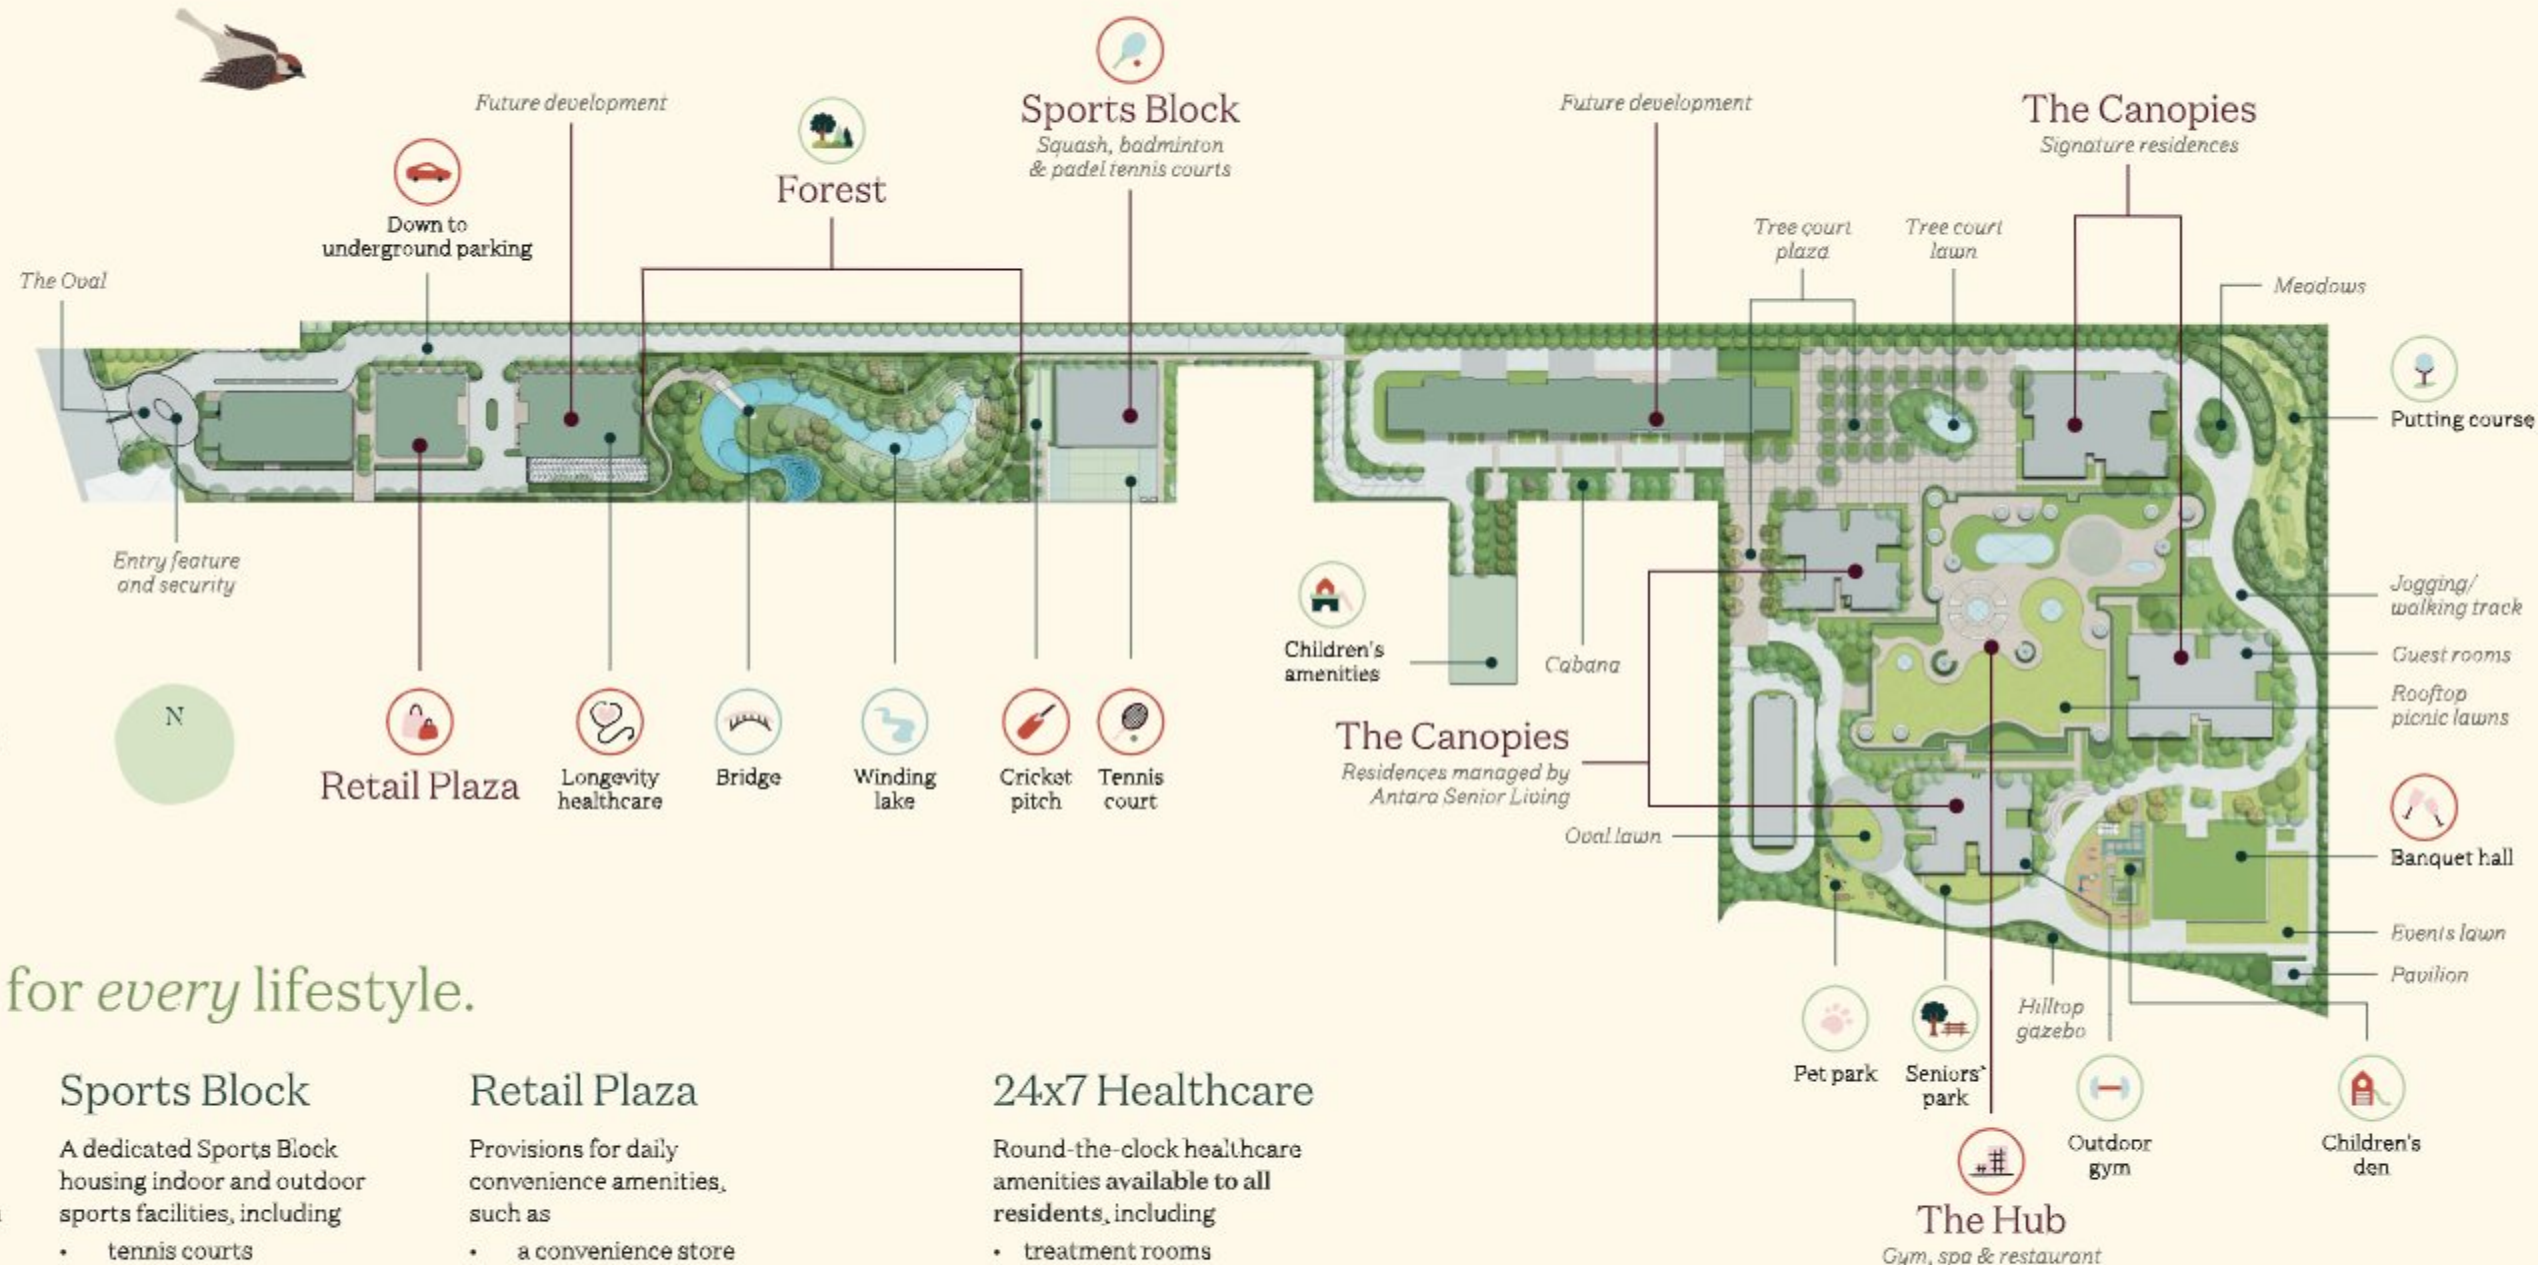 Sports Block
Squash, badminton
& padel tennis courts
Future development
Forest
Future development
The Canopies
Signature residences
Down to
underground parking
Tree court
plaza
Tree court
lawn
The Oval
Meadows
Putting course
Entry feature
and security
Jogging/
walking track
Children's
amenities
Cabana
Guest rooms
Rooftop
picnic lawns
N
Retail Plaza
Longevity
healthcare
Bridge
Winding
lake
Cricket
pitch
Tennis
court
The Canopies
Residences managed by
Antara Senior Living
Oval lawn
Banquet hall
Events lawn
Pavilion
Pet park
Seniors'
park
Hilltop
gazebo
Outdoor
gym
Children's
den
The Hub
Gym, spa & restaurant
for every lifestyle.
Sports Block
A dedicated Sports Block
housing indoor and outdoor
sports facilities, including
• tennis courts
Retail Plaza
Provisions for daily
convenience amenities,
such as
• a convenience store
24x7 Healthcare
Round-the-clock healthcare
amenities available to all
residents, including
• treatment rooms